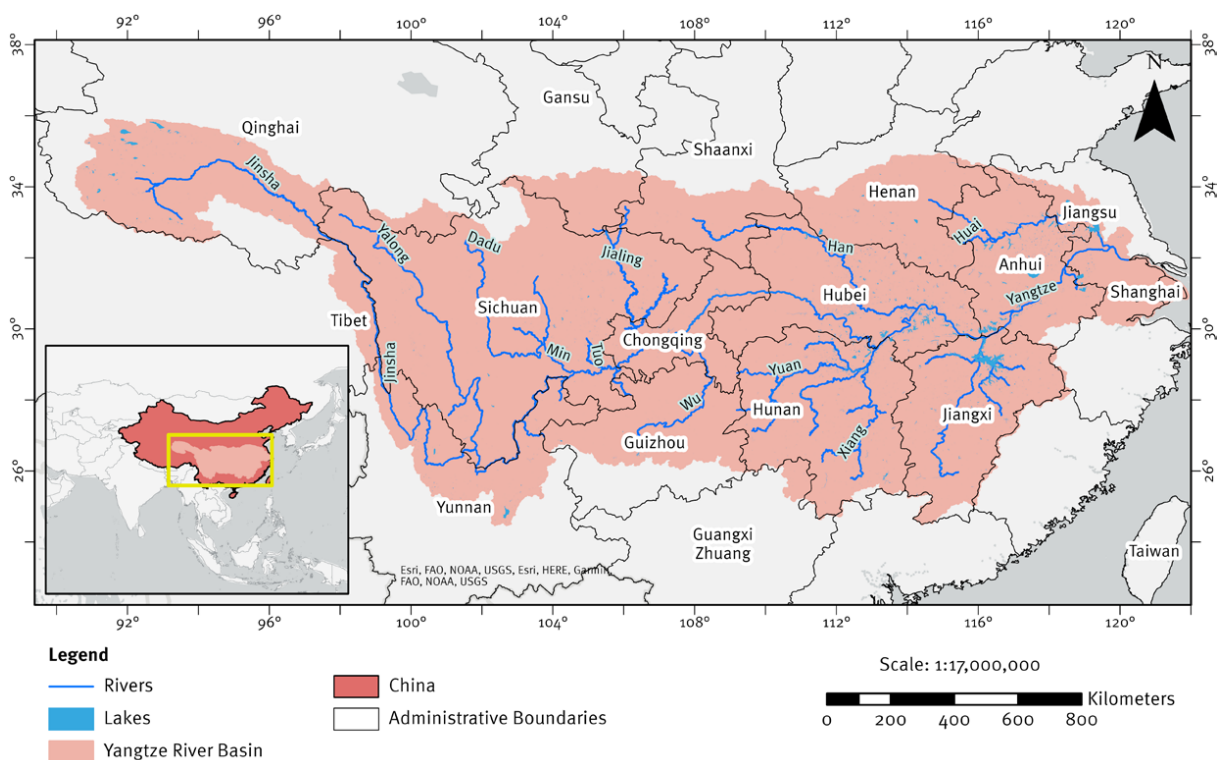 92° 96° 100° 104° 108° 112° 116° 120°
38° 38°
N
Gansu
Qinghai
Shaanxi
Jinsha
34° 34°
Henan
Jiangsu
Yalong
Dadu
Huai
Jialing
Han
Anhui
Yangtze
Shanghai
Sichuan
Hubei
Tibet
30° 30°
Chongqing
Min
Tuo
Jinsha
Yuan
Wu
Hunan
Jiangxi
Guizhou
Xiang
26° 26°
Yunnan
Guangxi
Zhuang
Taiwan
Esri, FAO, NOAA, USGS, Esri, HERE, Garmin,
FAO, NOAA, USGS
92° 96° 100° 104° 108° 112° 116° 120°
Legend
Rivers
Lakes
Yangtze River Basin
China
Administrative Boundaries
Scale: 1:17,000,000
Kilometers
0 200 400 600 800